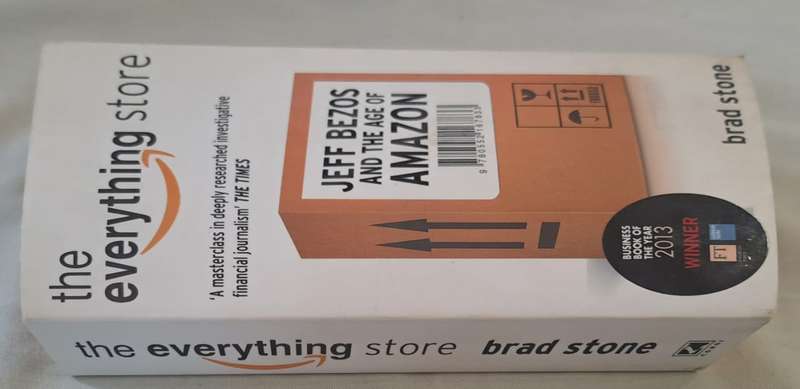 the
everything store
'A masterclass in deeply researched investigative
financial journalism' THE TIMES
JEFF BEZOS
AND THE AGE OF
AMAZON
FRAGILE
brad stone
BUSINESS
BOOK OF
THE YEAR
2013
WINNER
FT
the everything store brad stone